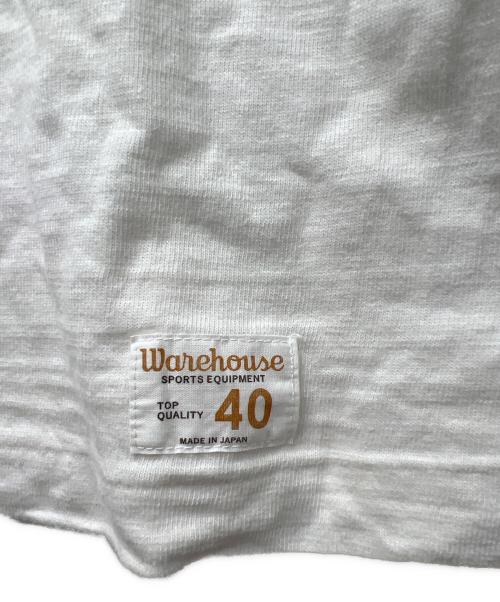 Warehouse
SPORTS EQUIPMENT
TOP
QUALITY 40
MADE IN JAPAN